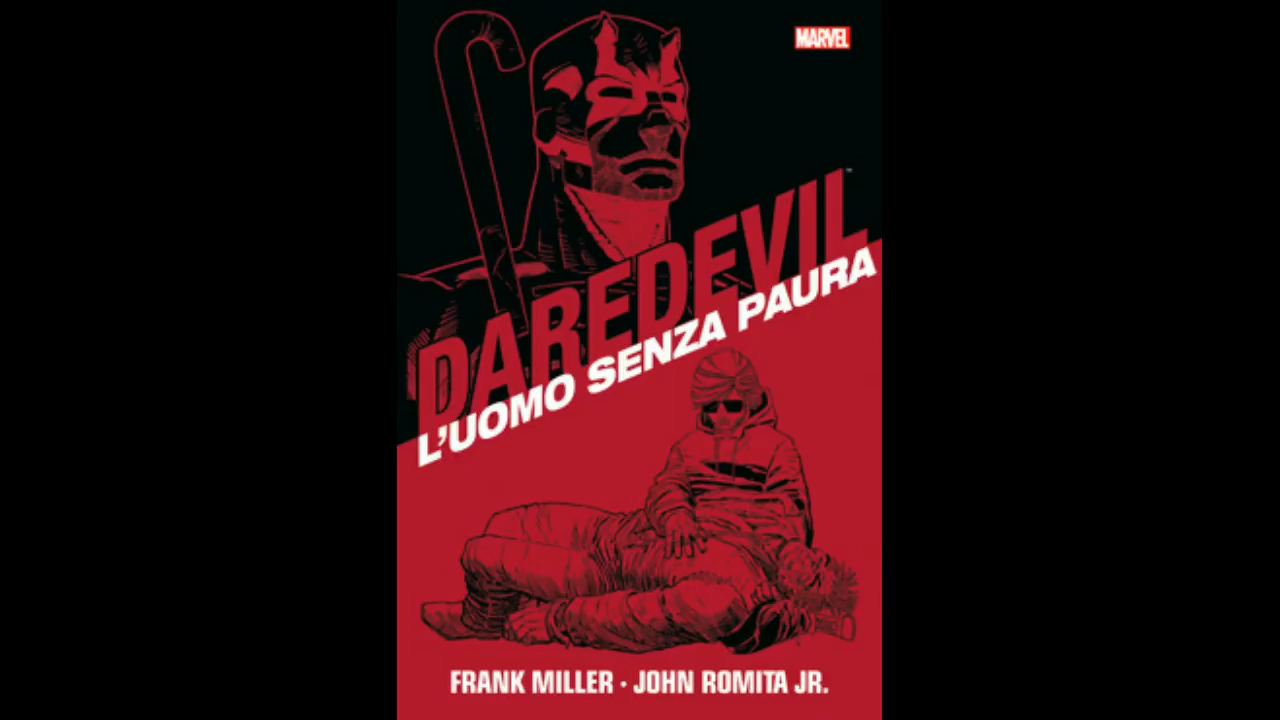 MARVEL
DAREDEVIL
L'UOMO SENZA PAURA
FRANK MILLER · JOHN ROMITA JR.